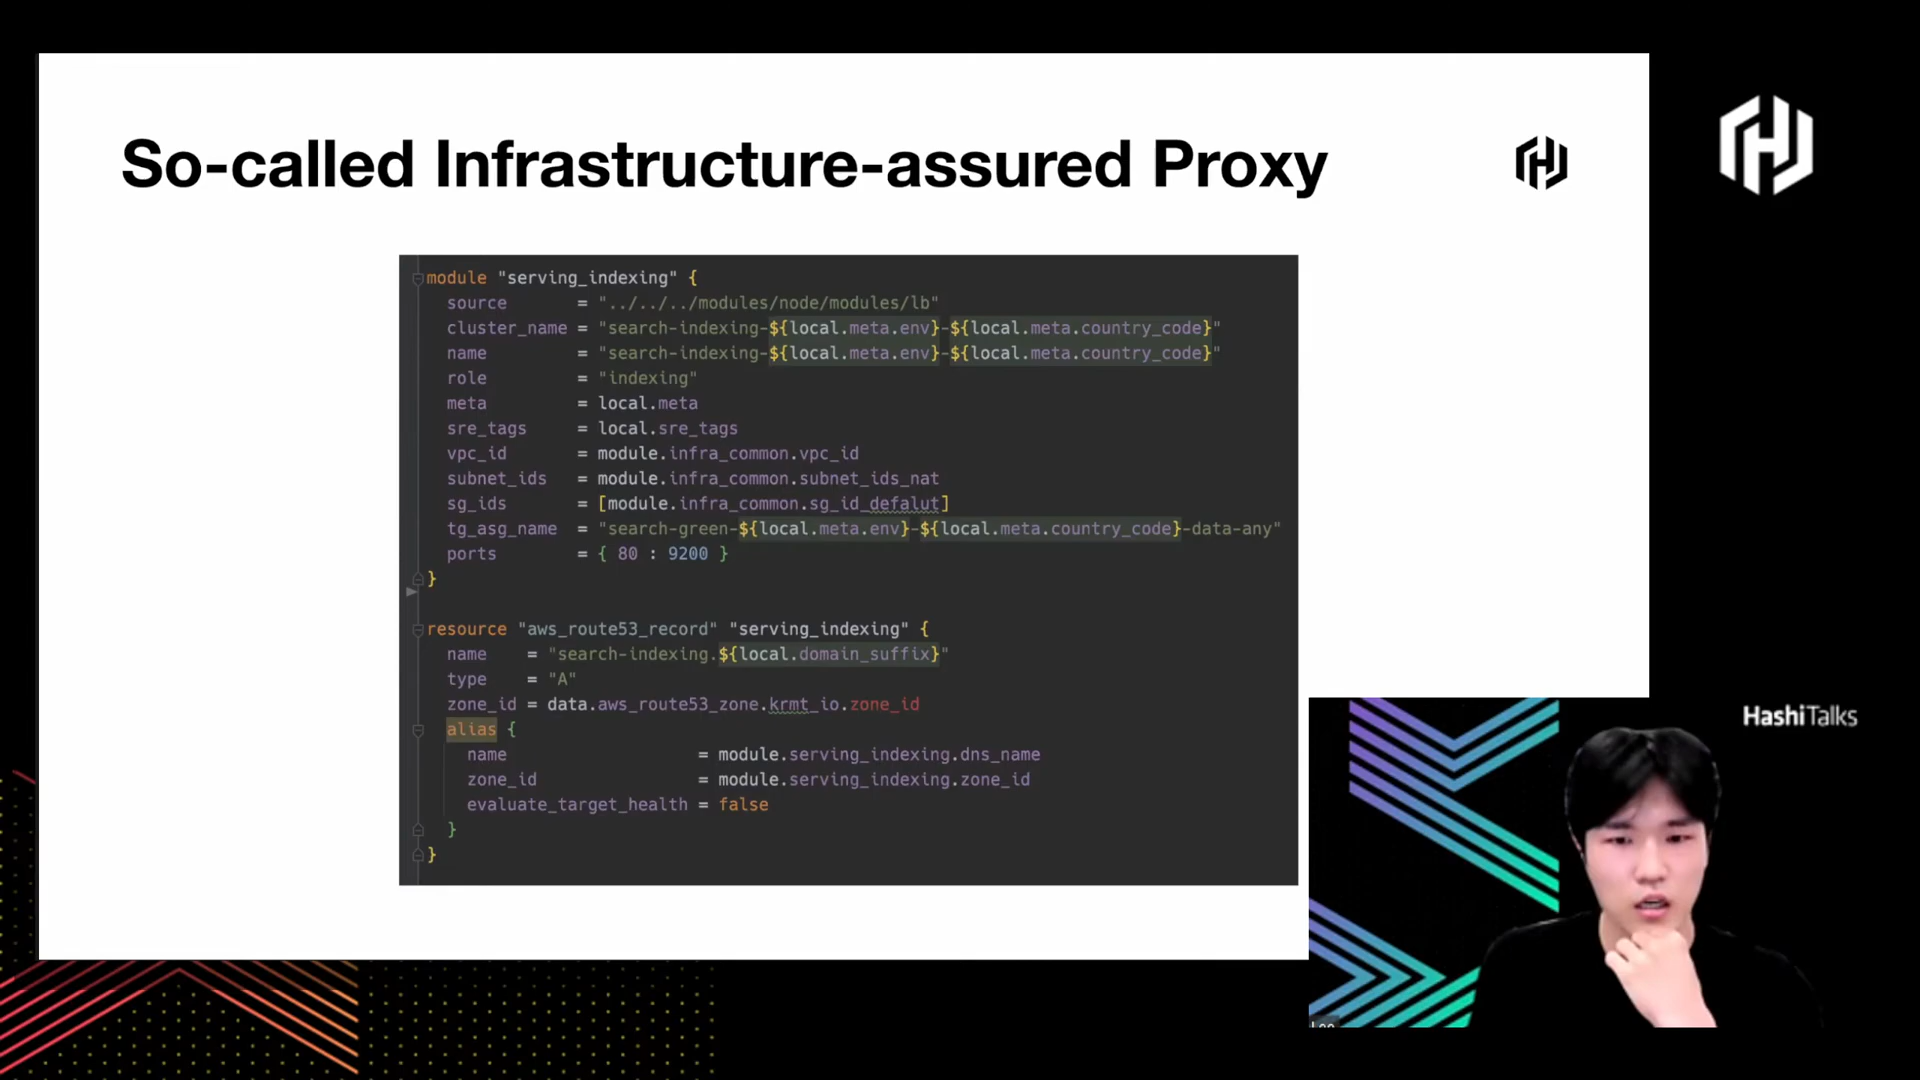 So-called Infrastructure-assured Proxy
module "serving_indexing" {
source = "../../../modules/node/modules/lb"
cluster_name = "search-indexing-${local.meta.env}-${local.meta.country_code}"
name = "search-indexing-${local.meta.env}-${local.meta.country_code}"
role = "indexing"
meta = local.meta
sre_tags = local.sre_tags
vpc_id = module.infra_common.vpc_id
subnet_ids = module.infra_common.subnet_ids_nat
sg_ids = [module.infra_common.sg_id_defalut]
tg_asg_name = "search-green-${local.meta.env}-${local.meta.country_code}-data-any"
ports = { 80 : 9200 }
}
resource "aws_route53_record" "serving_indexing" {
name = "search-indexing.${local.domain_suffix}"
type = "A"
zone_id = data.aws_route53_zone.krmt_io.zone_id
alias {
name = module.serving_indexing.dns_name
zone_id = module.serving_indexing.zone_id
evaluate_target_health = false
}
}
HashiTalks